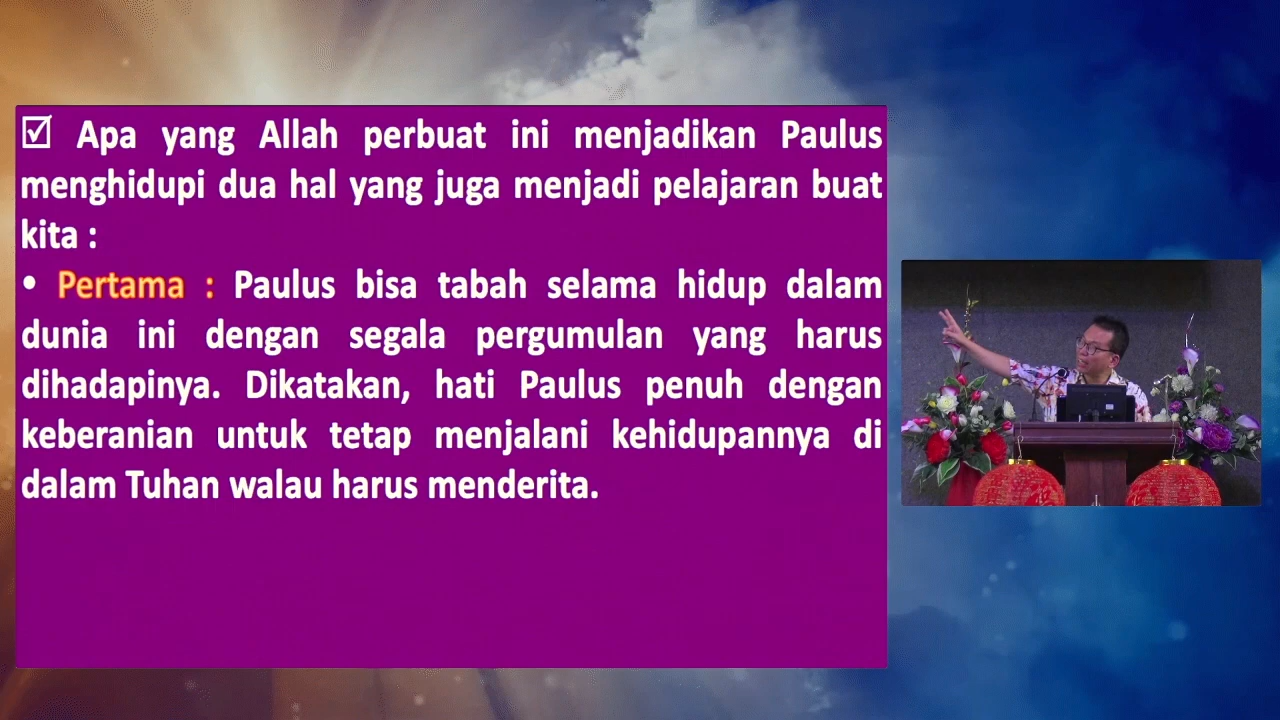 ☑ Apa yang Allah perbuat ini menjadikan Paulus
menghidupi dua hal yang juga menjadi pelajaran buat
kita :
• Pertama : Paulus bisa tabah selama hidup dalam
dunia ini dengan segala pergumulan yang harus
dihadapinya. Dikatakan, hati Paulus penuh dengan
keberanian untuk tetap menjalani kehidupannya di
dalam Tuhan walau harus menderita.